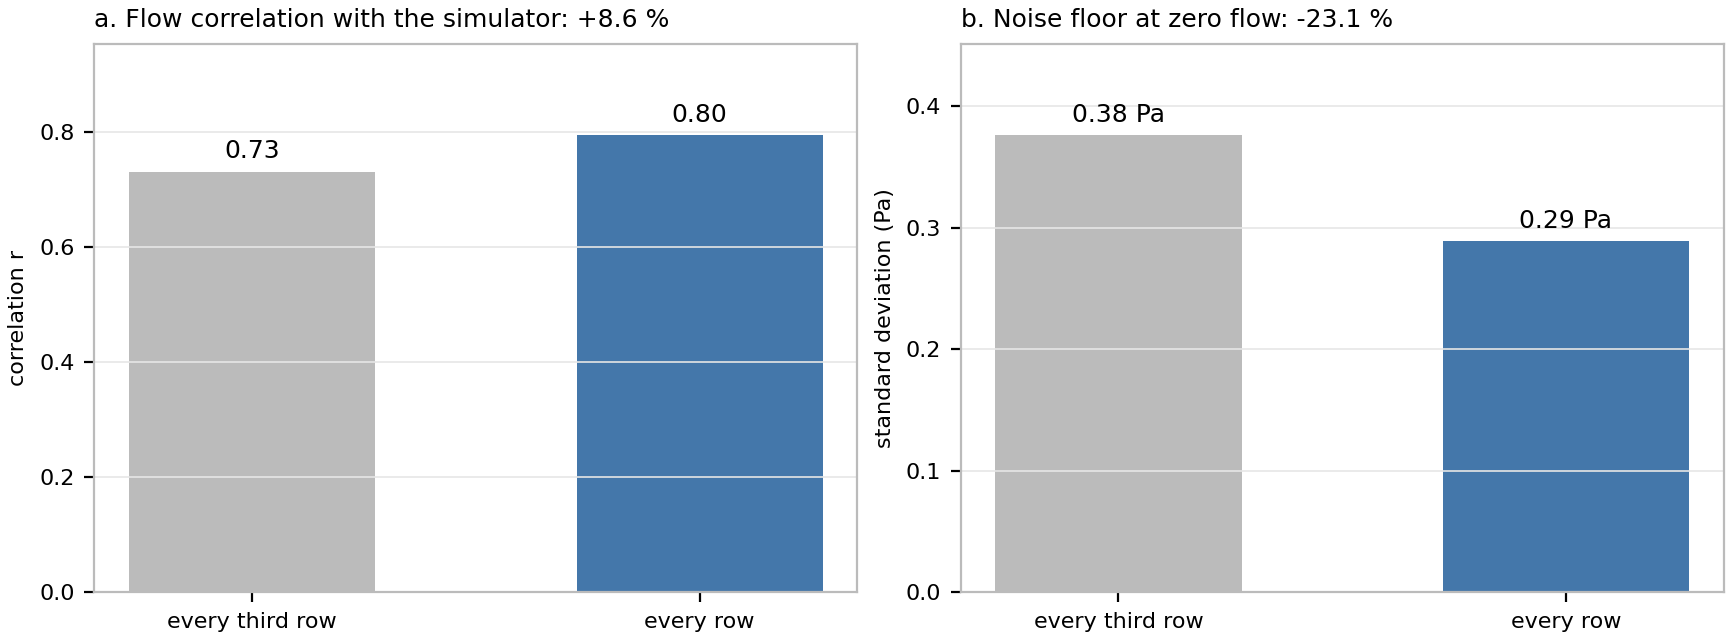 a. Flow correlation with the simulator: +8.6 %
correlation r
0.8
0.6
0.4
0.2
0.0
0.73
0.80
every third row
every row
b. Noise floor at zero flow: -23.1 %
standard deviation (Pa)
0.4
0.3
0.2
0.1
0.0
0.38 Pa
0.29 Pa
every third row
every row